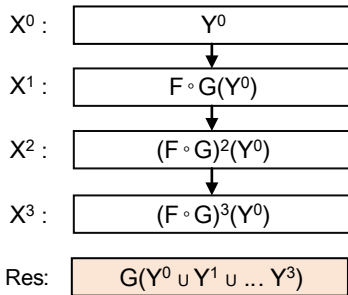 X⁰ : Y⁰
X¹ : F ∘ G(Y⁰)
X² : (F ∘ G)²(Y⁰)
X³ : (F ∘ G)³(Y⁰)
Res: G(Y⁰ ∪ Y¹ ∪ ... Y³)